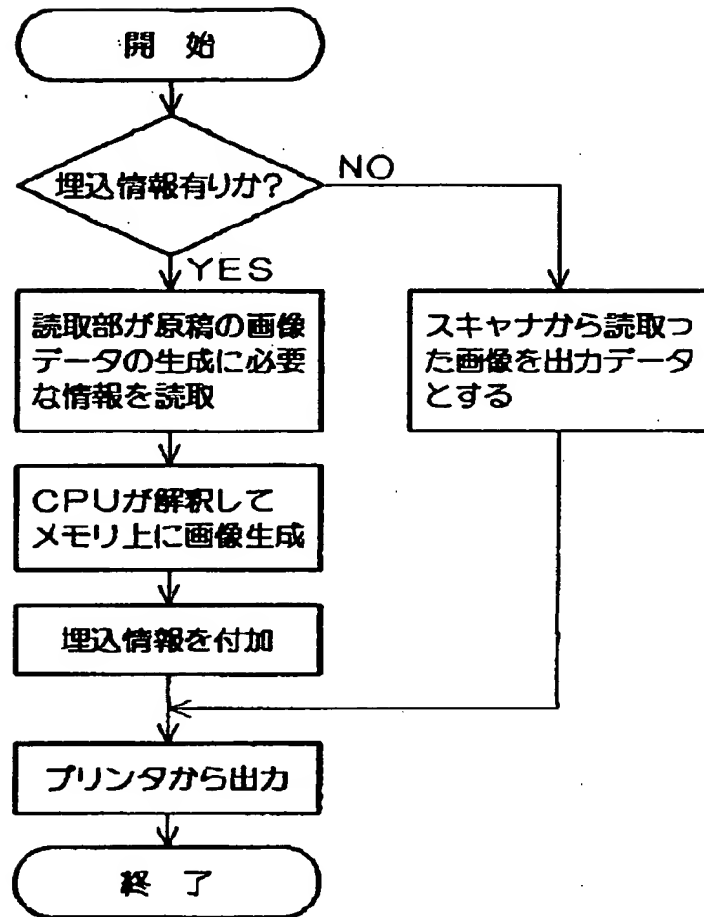 開 始
埋込情報有りか?
NO
YES
読取部が原稿の画像
データの生成に必要
な情報を読取
スキャナから読取っ
た画像を出力データ
とする
CPUが解釈して
メモリ上に画像生成
埋込情報を付加
プリンタから出力
終 了